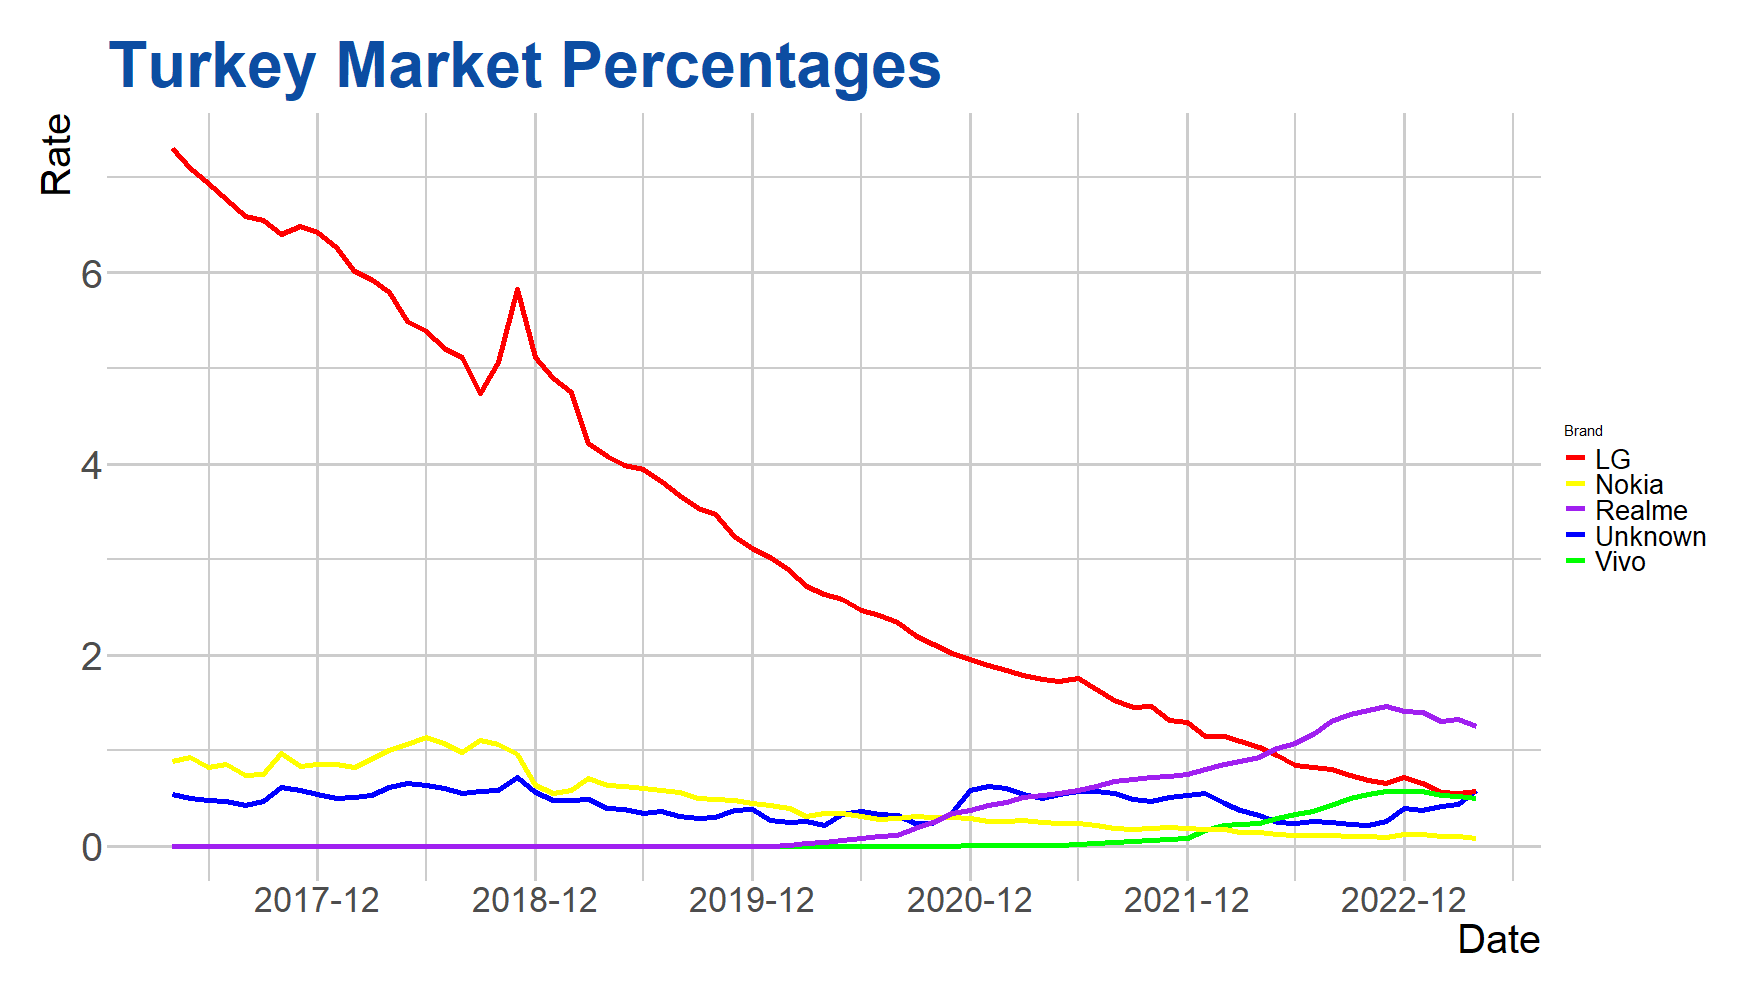 Turkey Market Percentages
Rate
6
4
2
0
2017-12
2018-12
2019-12
2020-12
2021-12
2022-12
Date
Brand
LG
Nokia
Realme
Unknown
Vivo